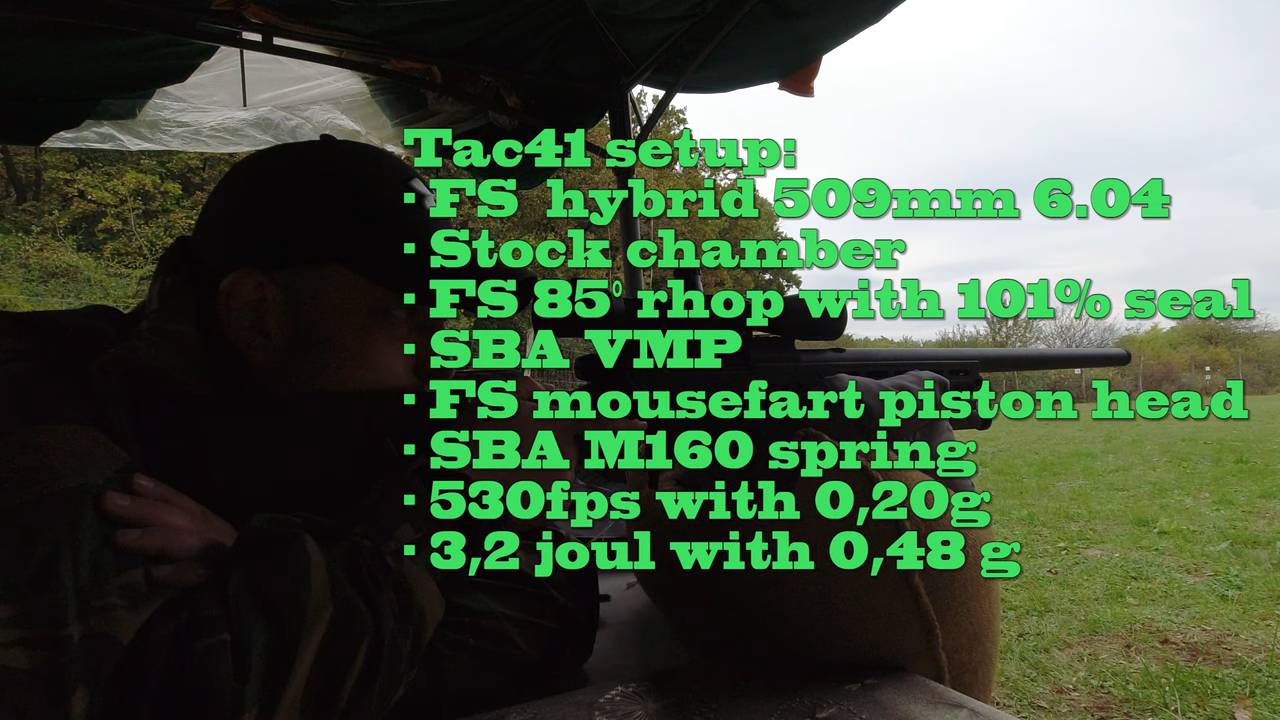 Tac41 setup:
· FS hybrid 509mm 6.04
· Stock chamber
· FS 85° rhop with 101% seal
· SBA VMP
· FS mousefart piston head
· SBA M160 spring
· 530fps with 0,20g
· 3,2 joul with 0,48 g